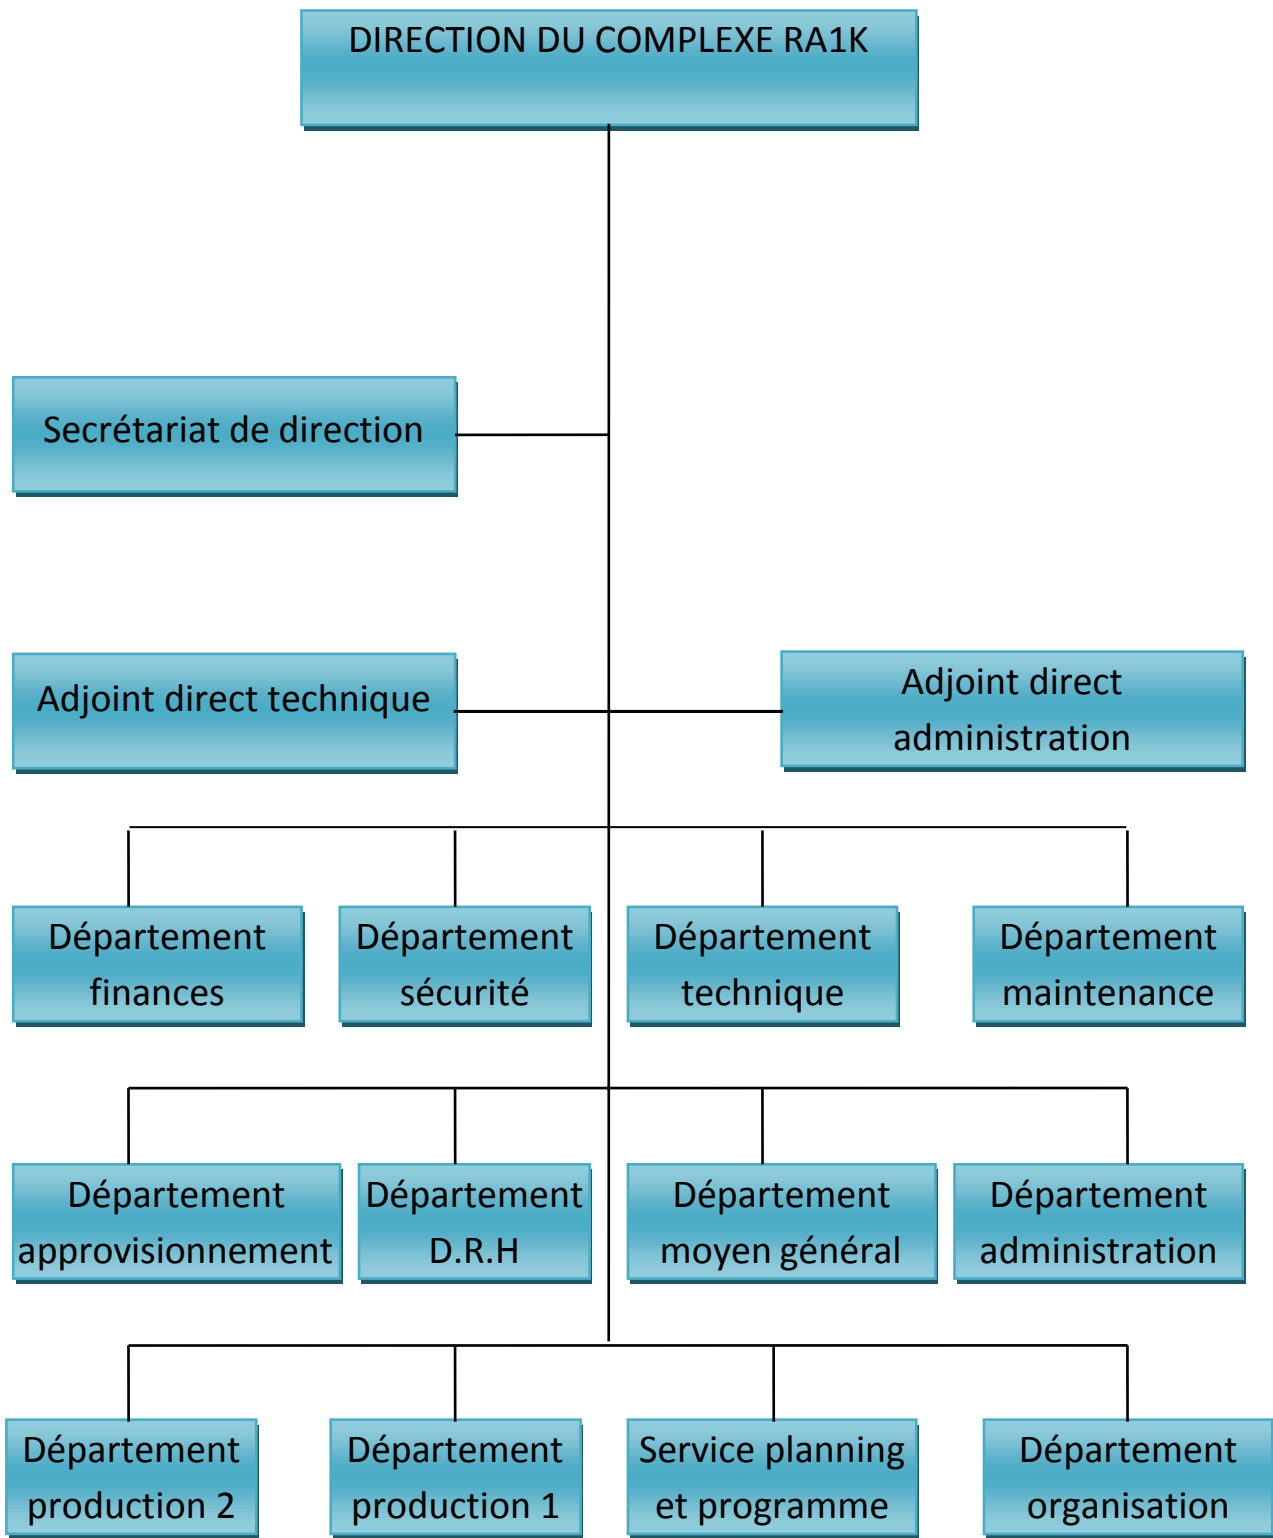 DIRECTION DU COMPLEXE RA1K
Secrétariat de direction
Adjoint direct technique
Adjoint direct
administration
Département
finances
Département
sécurité
Département
technique
Département
maintenance
Département
approvisionnement
Département
D.R.H
Département
moyen général
Département
administration
Département
production 2
Département
production 1
Service planning
et programme
Département
organisation